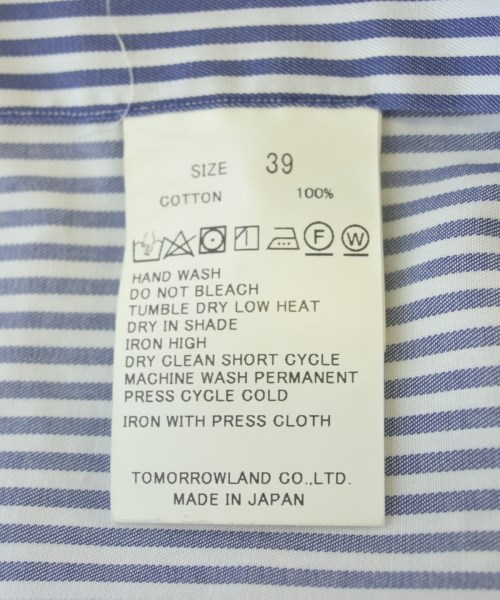 SIZE 39
COTTON 100%
F W
HAND WASH
DO NOT BLEACH
TUMBLE DRY LOW HEAT
DRY IN SHADE
IRON HIGH
DRY CLEAN SHORT CYCLE
MACHINE WASH PERMANENT
PRESS CYCLE COLD
IRON WITH PRESS CLOTH
TOMORROWLAND CO.,LTD.
MADE IN JAPAN